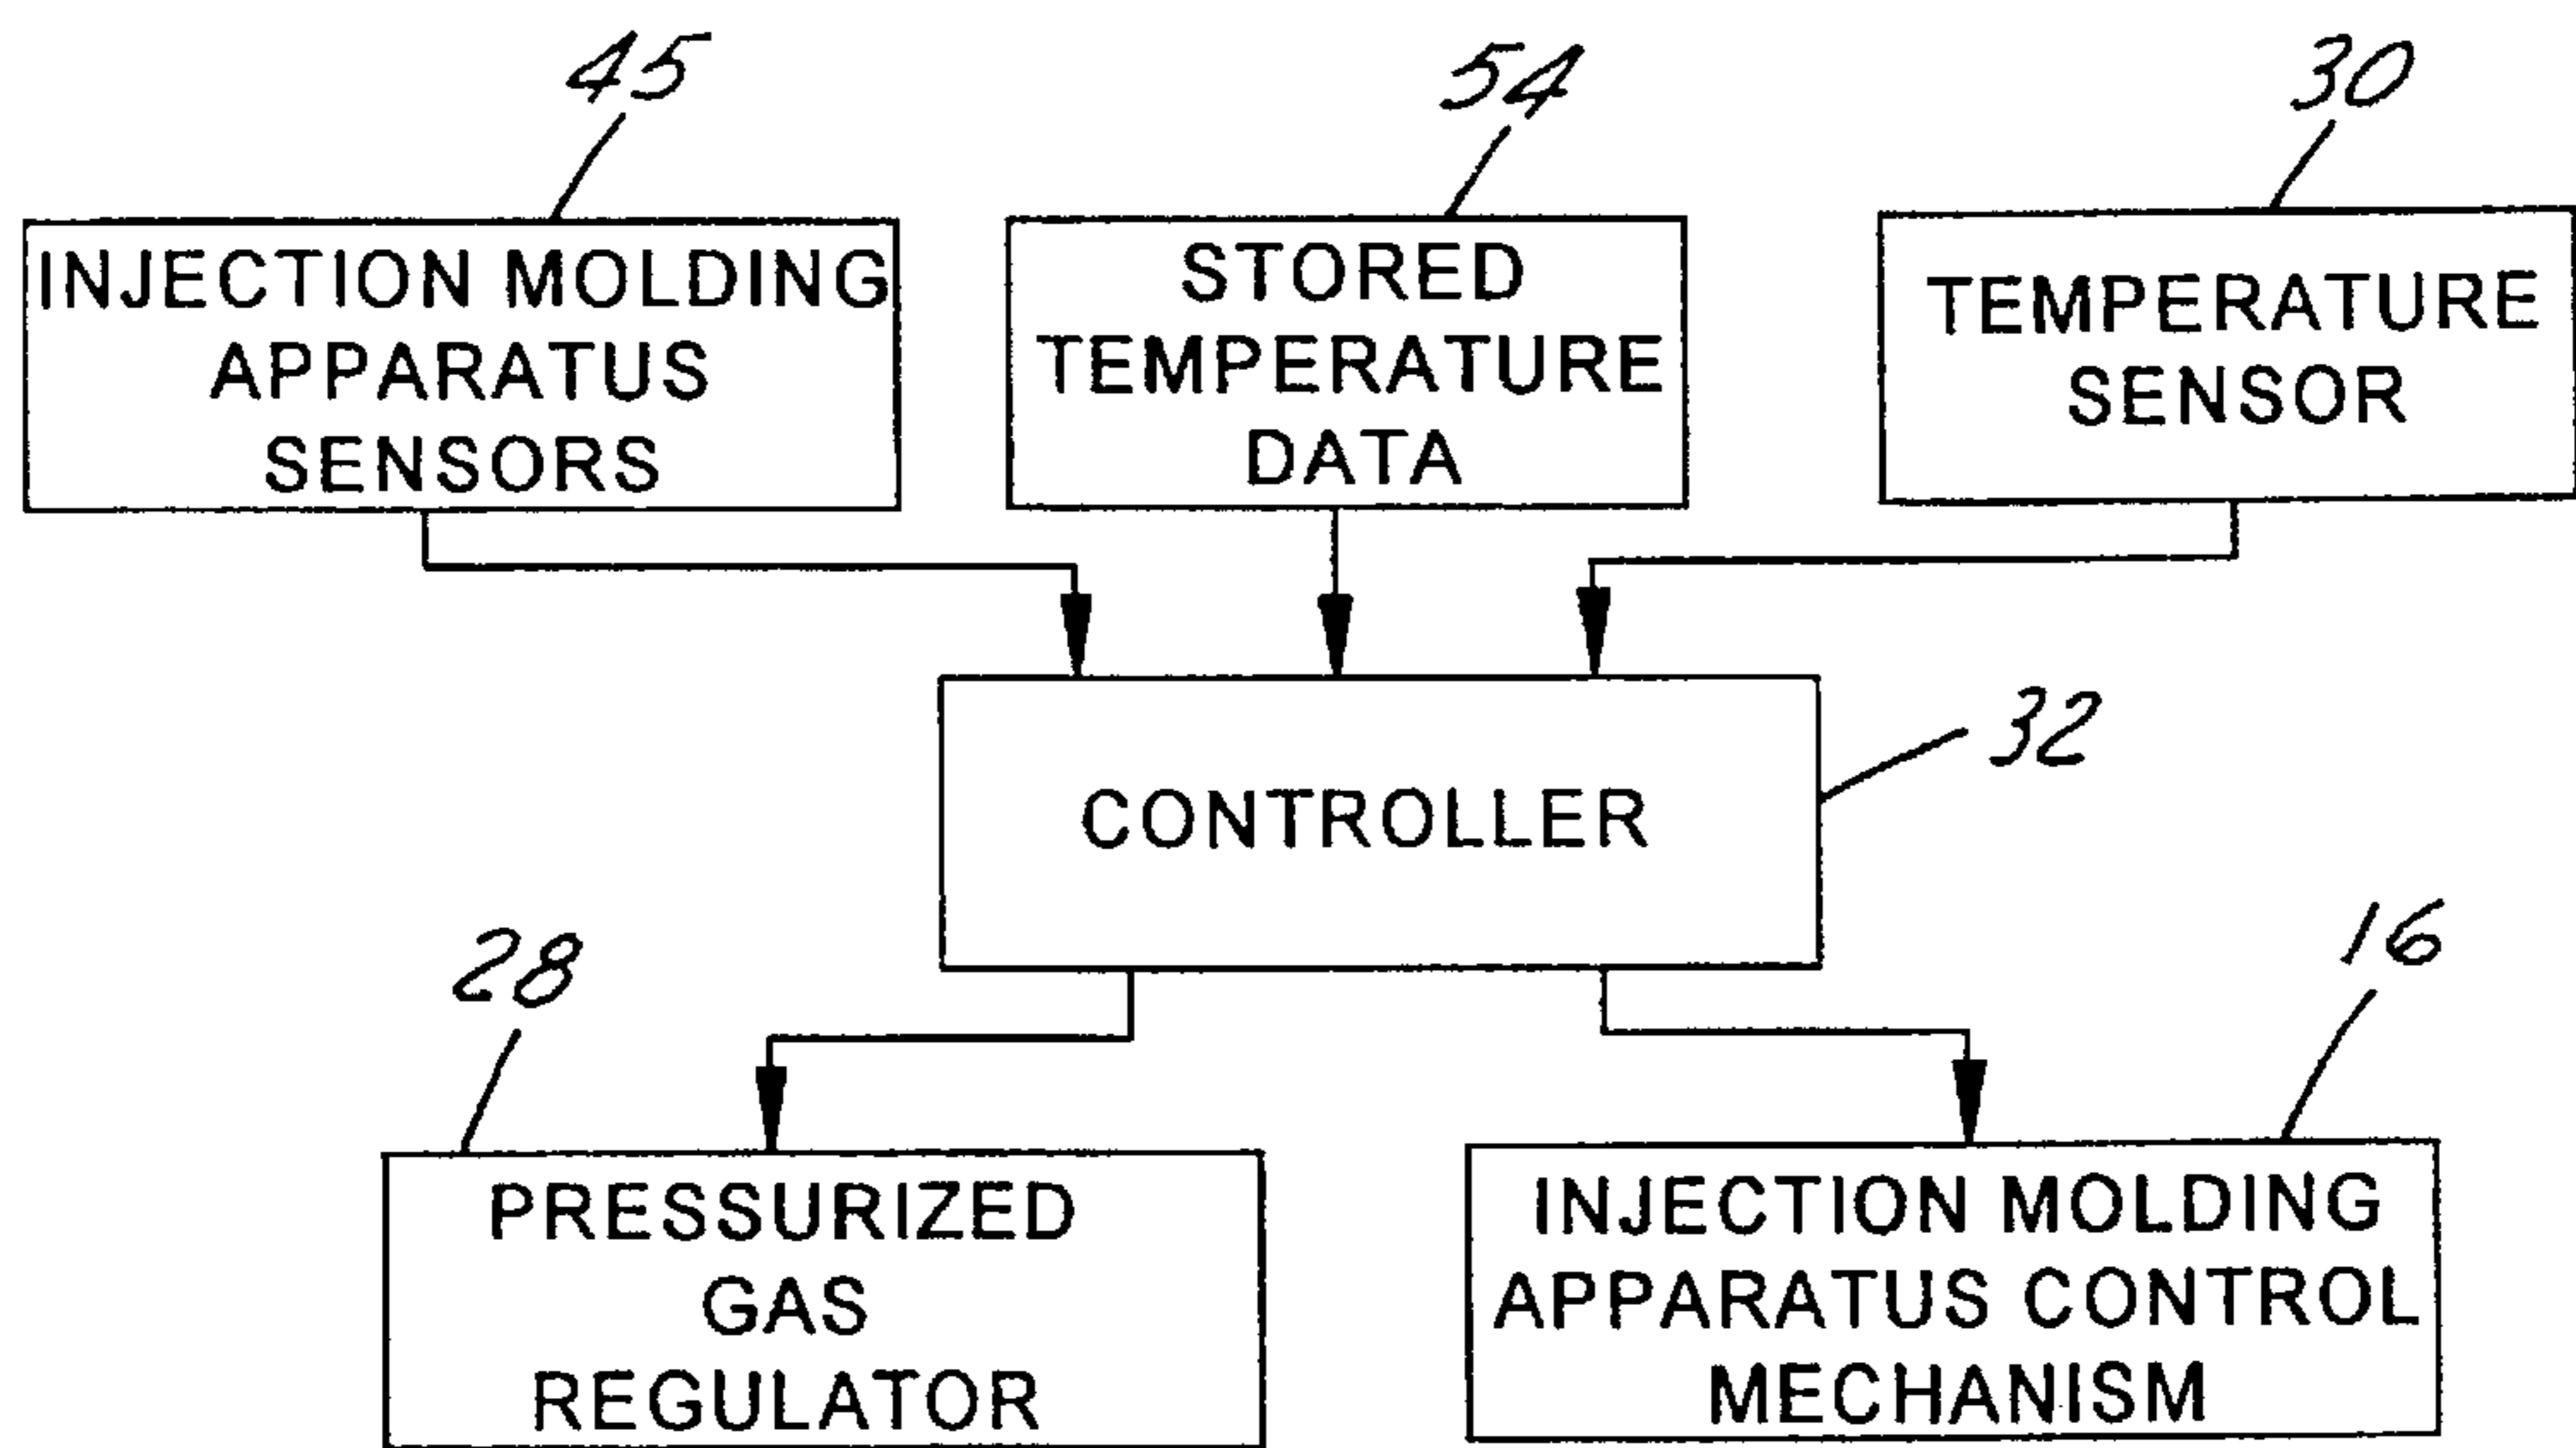 45
54
30
INJECTION MOLDING
APPARATUS
SENSORS
STORED
TEMPERATURE
DATA
TEMPERATURE
SENSOR
CONTROLLER
32
28
16
PRESSURIZED
GAS
REGULATOR
INJECTION MOLDING
APPARATUS CONTROL
MECHANISM